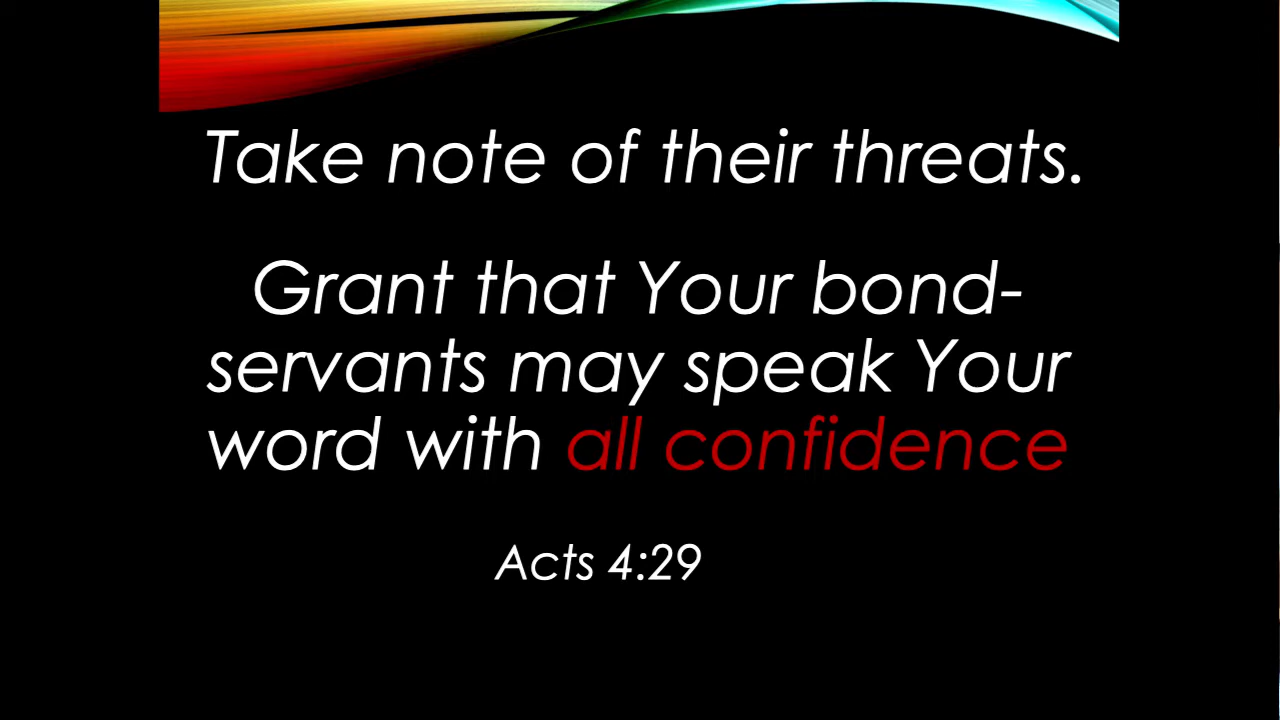 Take note of their threats.
Grant that Your bond-
servants may speak Your
word with all confidence
Acts 4:29